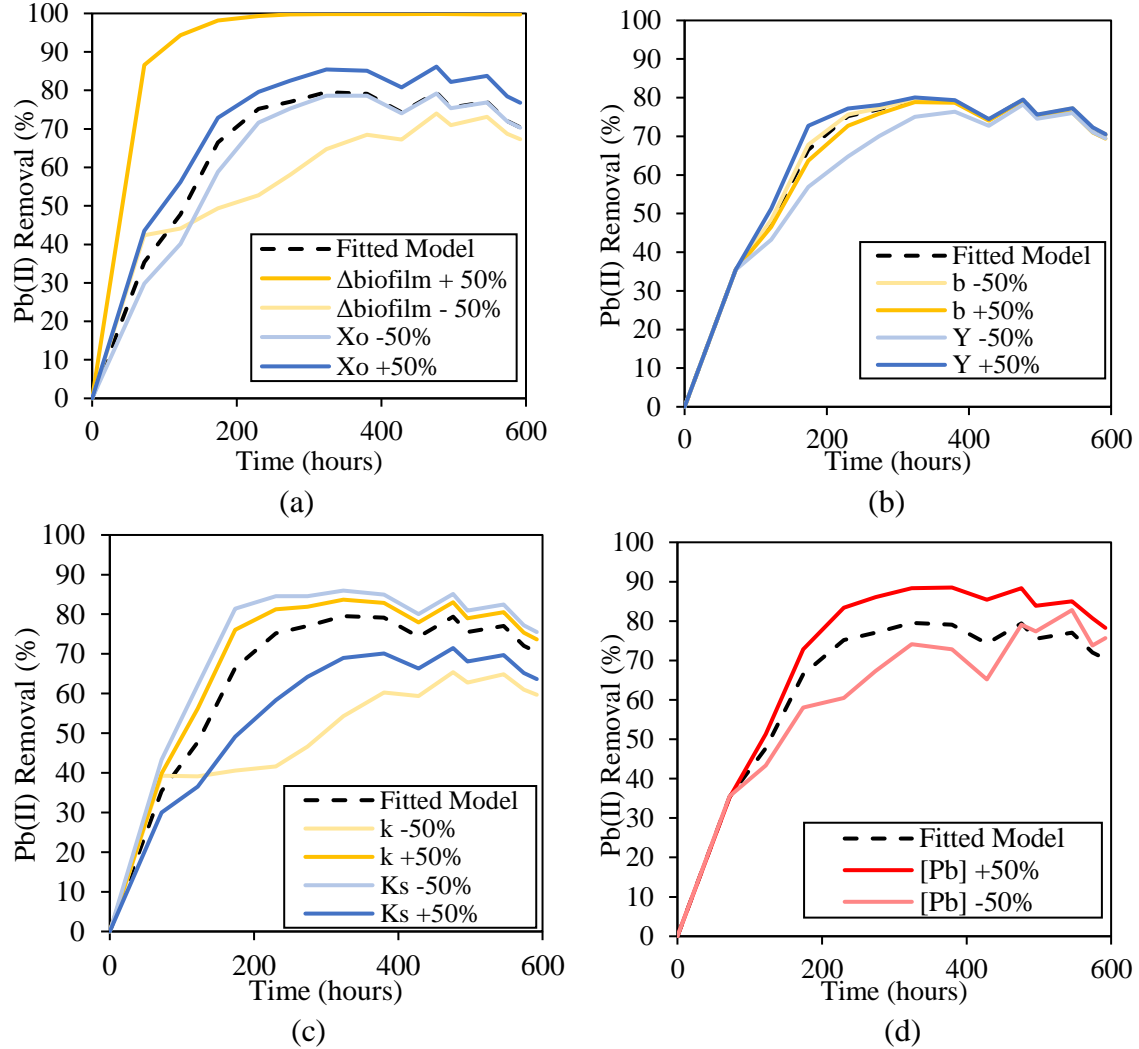 100
90
80
70
60
50
40
30
20
10
0
Pb(II) Removal (%)
Fitted Model
Δbiofilm + 50%
Δbiofilm - 50%
Xo -50%
Xo +50%
0 200 400 600
Time (hours)
(a)
100
90
80
70
60
50
40
30
20
10
0
Pb(II) Removal (%)
Fitted Model
b -50%
b +50%
Y -50%
Y +50%
0 200 400 600
Time (hours)
(b)
100
90
80
70
60
50
40
30
20
10
0
Pb(II) Removal (%)
Fitted Model
k -50%
k +50%
Ks -50%
Ks +50%
0 200 400 600
Time (hours)
(c)
100
90
80
70
60
50
40
30
20
10
0
Pb(II) Removal (%)
Fitted Model
[Pb] +50%
[Pb] -50%
0 200 400 600
Time (hours)
(d)